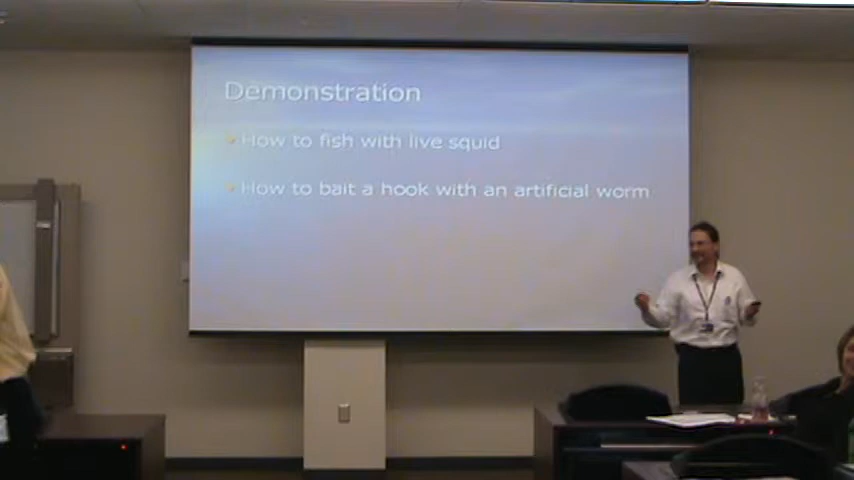 Demonstration
How to fish with live squid
How to bait a hook with an artificial worm